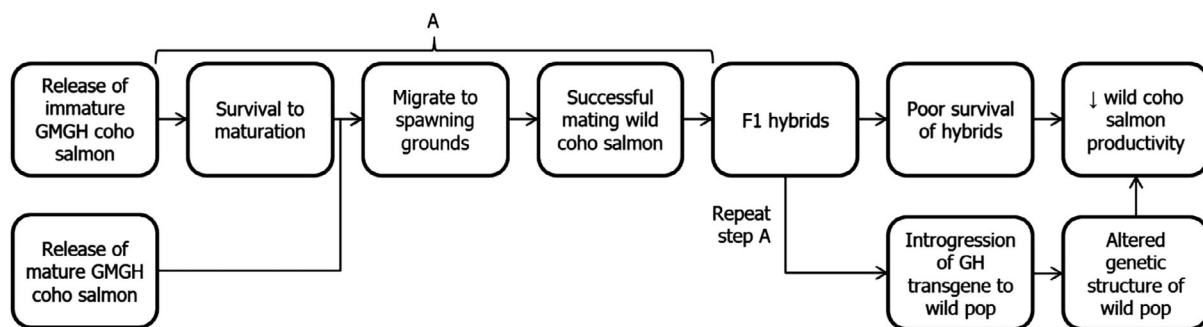 A
Release of
immature
GMGH coho
salmon
Survival to
maturation
Migrate to
spawning
grounds
Successful
mating wild
coho salmon
F1 hybrids
Poor survival
of hybrids
↓ wild coho
salmon
productivity
Release of
mature GMGH
coho salmon
Repeat
step A
Introgression
of GH
transgene to
wild pop
Altered
genetic
structure of
wild pop